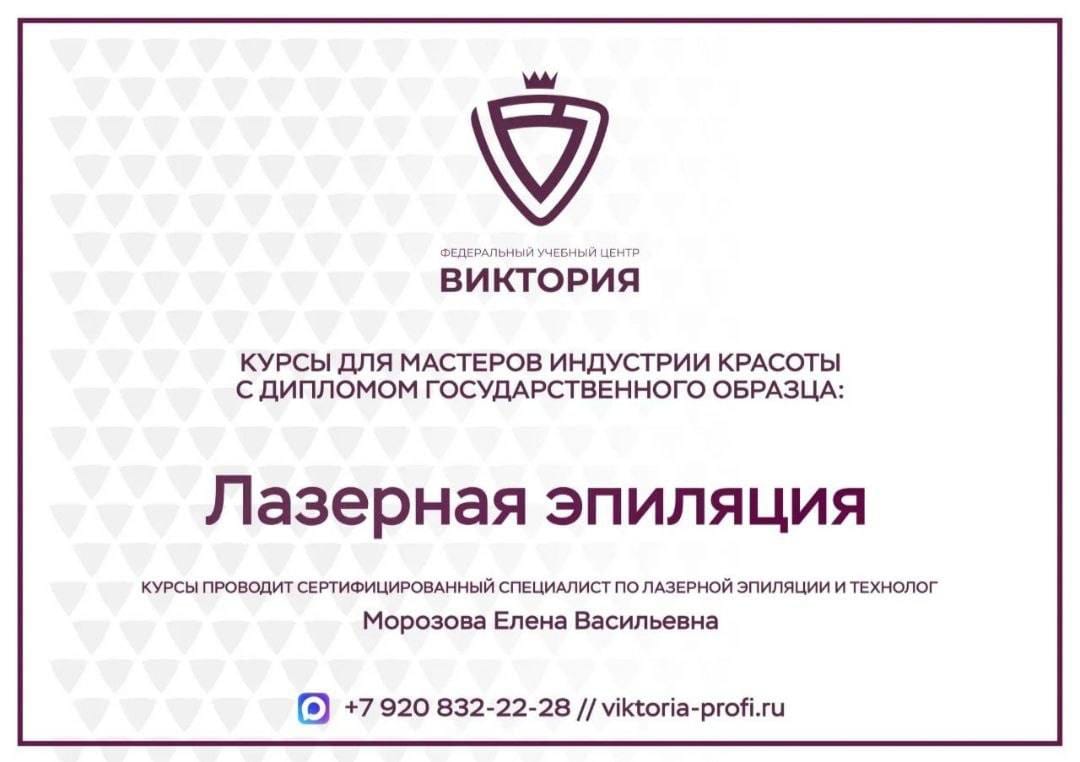 ФЕДЕРАЛЬНЫЙ УЧЕБНЫЙ ЦЕНТР
ВИКТОРИЯ
КУРСЫ ДЛЯ МАСТЕРОВ ИНДУСТРИИ КРАСОТЫ
С ДИПЛОМОМ ГОСУДАРСТВЕННОГО ОБРАЗЦА:
Лазерная эпиляция
КУРСЫ ПРОВОДИТ СЕРТИФИЦИРОВАННЫЙ СПЕЦИАЛИСТ ПО ЛАЗЕРНОЙ ЭПИЛЯЦИИ И ТЕХНОЛОГ
Морозова Елена Васильевна
+7 920 832-22-28 // viktoria-profi.ru